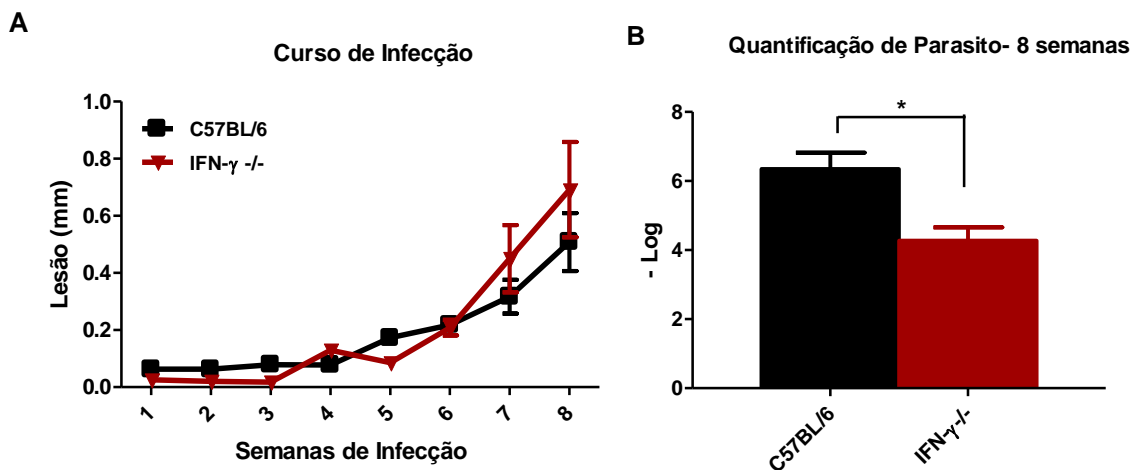 A
Curso de Infecção
C57BL/6
IFN-γ -/-
Lesão (mm)
1.0
0.8
0.6
0.4
0.2
0.0
1
2
3
4
5
6
7
8
Semanas de Infecção
B
Quantificação de Parasito- 8 semanas
*
- Log
8
6
4
2
0
C57BL/6
IFN-γ -/-